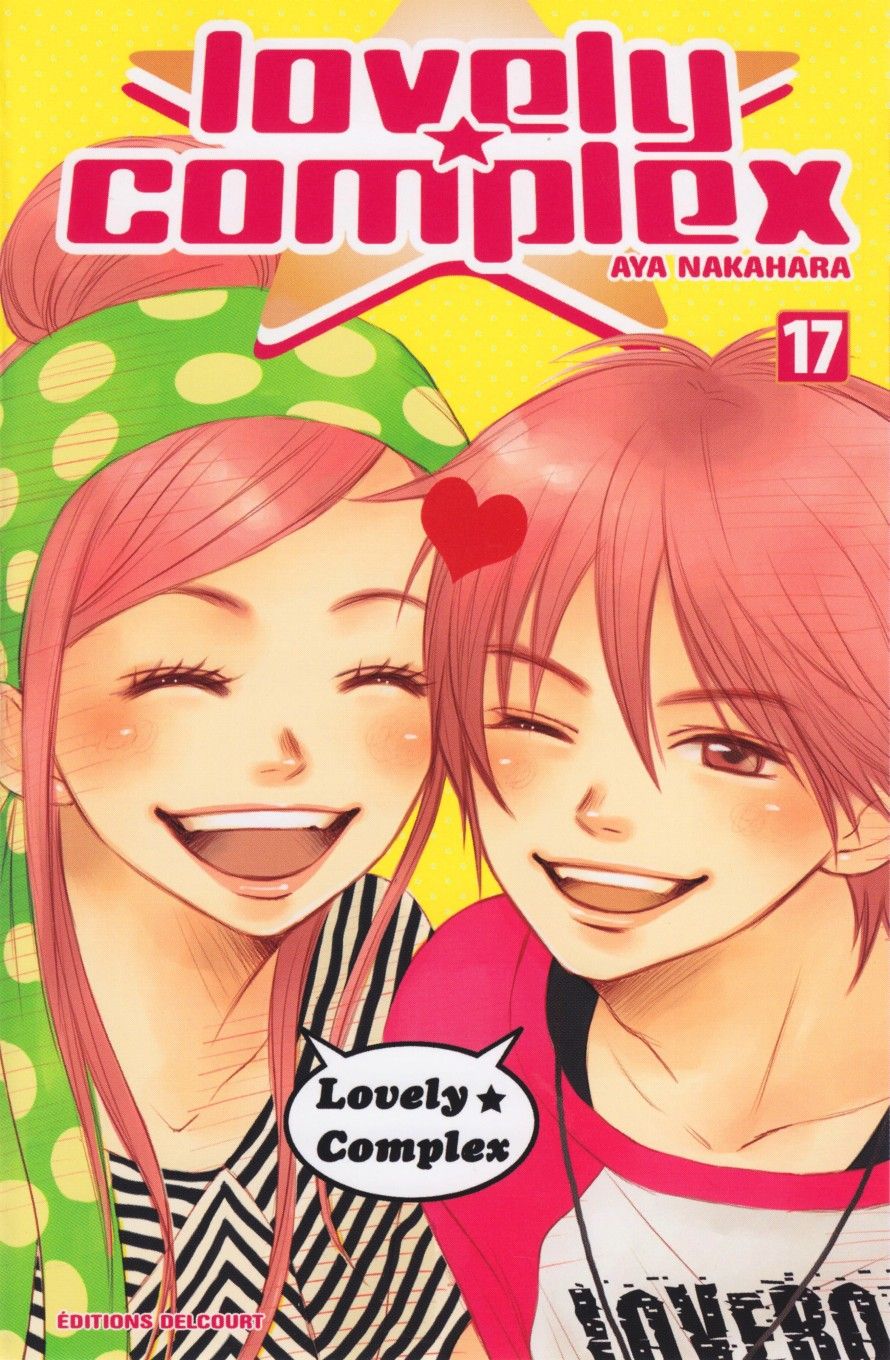 lovely
complex
AYA NAKAHARA
17
Lovely★
Complex
ÉDITIONS DELCOURT